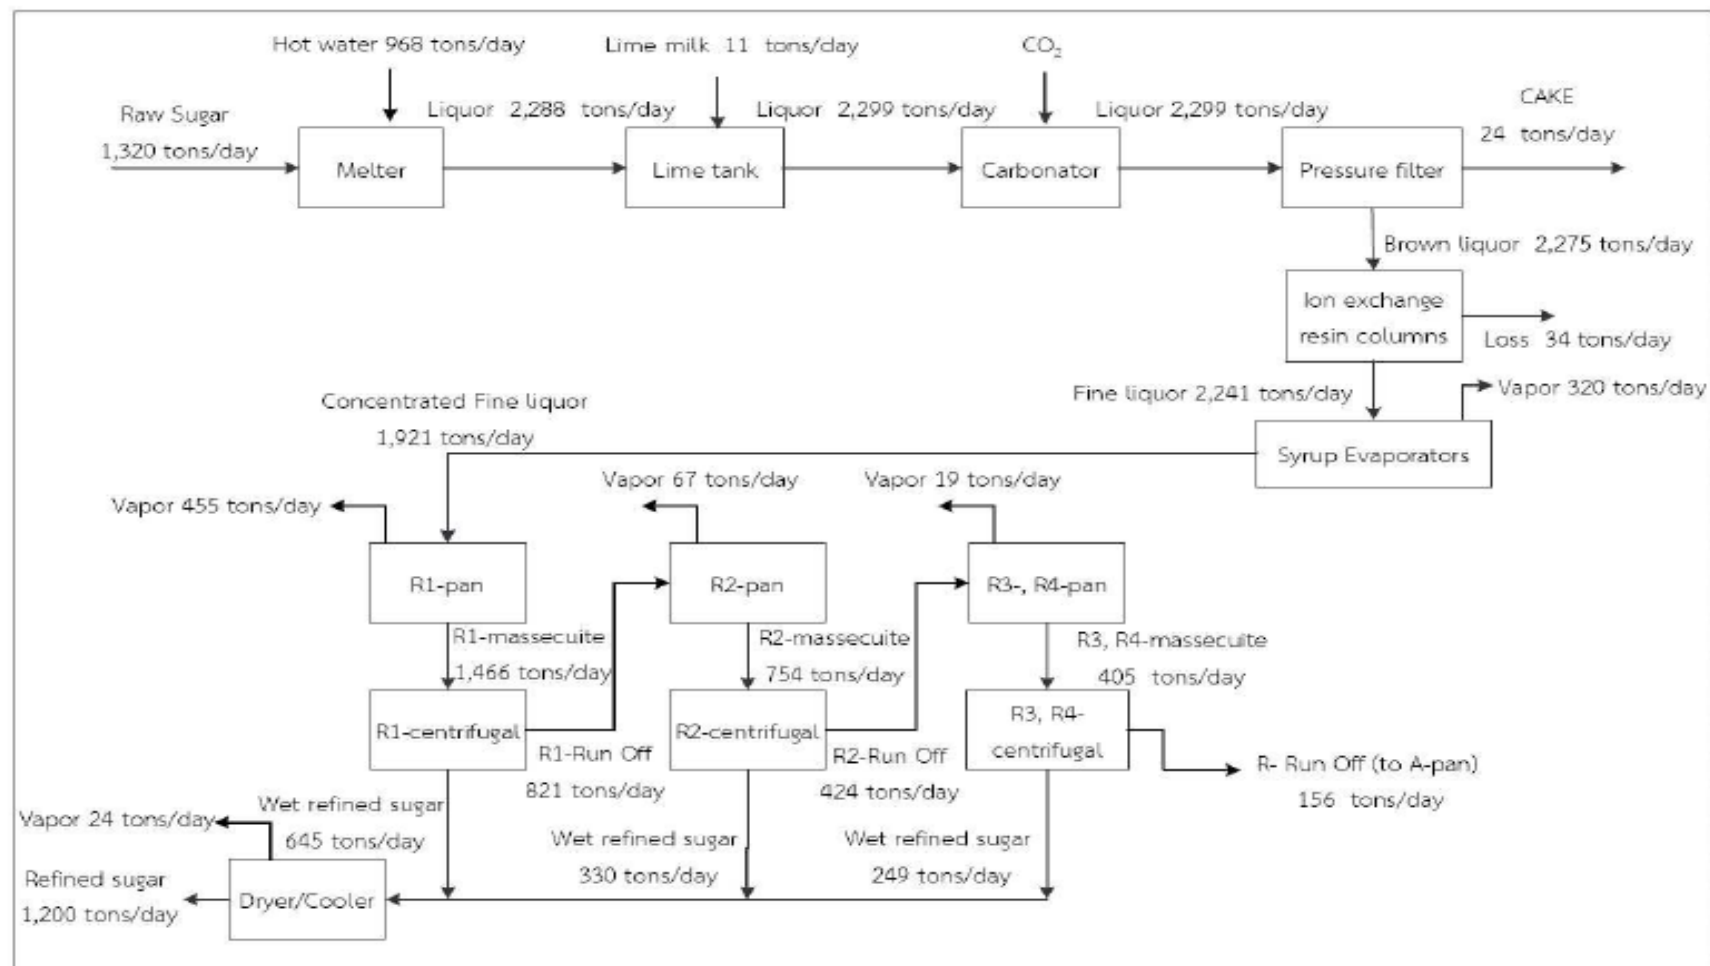 Hot water 968 tons/day
Lime milk 11 tons/day
CO₂
Raw Sugar
1,320 tons/day
Liquor 2,288 tons/day
Liquor 2,299 tons/day
Liquor 2,299 tons/day
CAKE
24 tons/day
Melter
Lime tank
Carbonator
Pressure filter
Brown liquor 2,275 tons/day
Ion exchange
resin columns
Loss 34 tons/day
Fine liquor 2,241 tons/day
Vapor 320 tons/day
Concentrated Fine liquor
1,921 tons/day
Syrup Evaporators
Vapor 455 tons/day
Vapor 67 tons/day
Vapor 19 tons/day
R1-pan
R2-pan
R3-, R4-pan
R1-massecuite
1,466 tons/day
R2-massecuite
754 tons/day
R3, R4-massecuite
405 tons/day
R1-centrifugal
R2-centrifugal
R3, R4-
centrifugal
R1-Run Off
821 tons/day
R2-Run Off
424 tons/day
R- Run Off (to A-pan)
156 tons/day
Wet refined sugar
645 tons/day
Wet refined sugar
330 tons/day
Wet refined sugar
249 tons/day
Vapor 24 tons/day
Refined sugar
1,200 tons/day
Dryer/Cooler